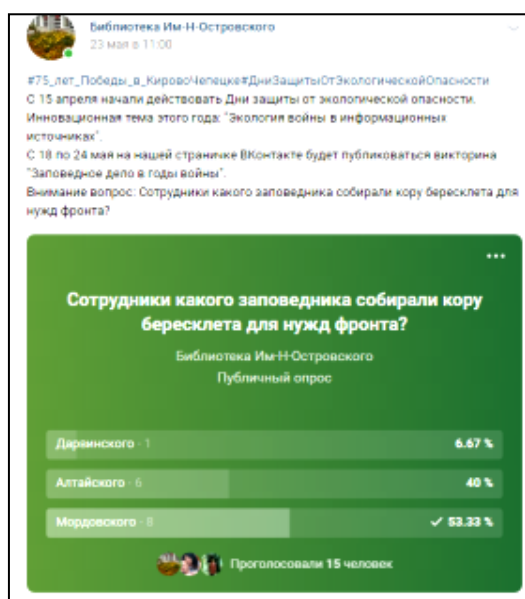 Библиотека Им-Н-Островского
23 мая в 11:00
#75_лет_Победы_в_КировоЧепецке#ДниЗащитыОтЭкологическойОпасности
С 15 апреля начали действовать Дни защиты от экологической опасности.
Инновационная тема этого года: "Экология войны в информационных
источниках".
С 18 по 24 мая на нашей страничке ВКонтакте будет публиковаться викторина
"Заповедное дело в годы войны".
Внимание вопрос: Сотрудники какого заповедника собирали кору бересклета для
нужд фронта?
Сотрудники какого заповедника собирали кору
бересклета для нужд фронта?
Библиотека Им-Н-Островского
Публичный опрос
Дарвинского · 1 6.67 %
Алтайского · 6 40 %
Мордовского · 8 ✓ 53.33 %
Проголосовали 15 человек